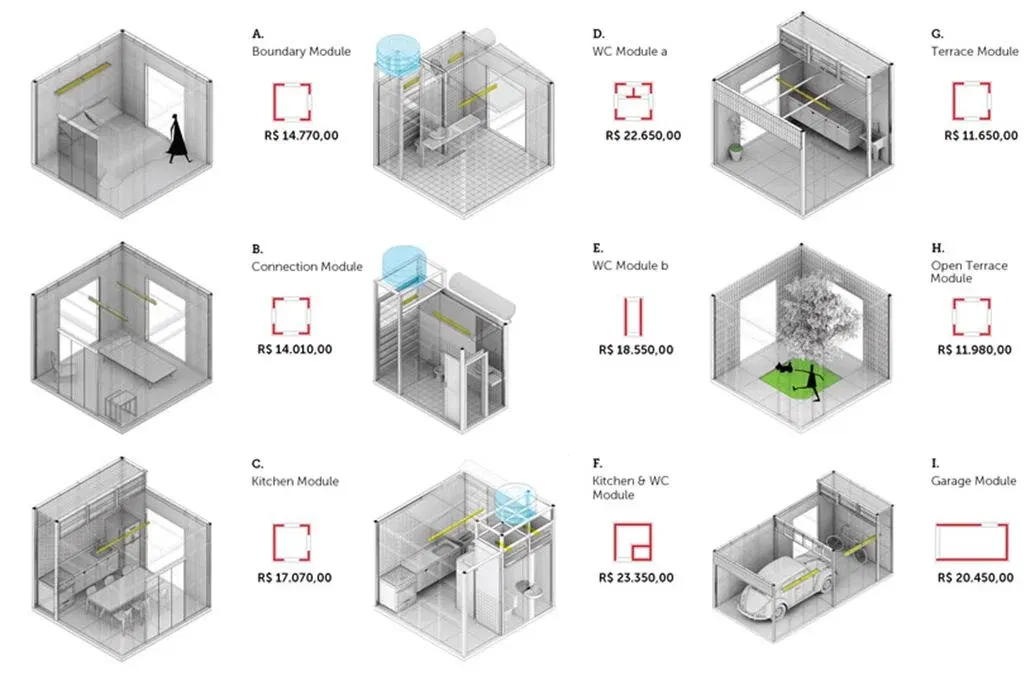 A.
Boundary Module
R$ 14.770,00
B.
Connection Module
R$ 14.010,00
C.
Kitchen Module
R$ 17.070,00
D.
WC Module a
R$ 22.650,00
E.
WC Module b
R$ 18.550,00
F.
Kitchen & WC
Module
R$ 23.350,00
G.
Terrace Module
R$ 11.650,00
H.
Open Terrace
Module
R$ 11.980,00
I.
Garage Module
R$ 20.450,00